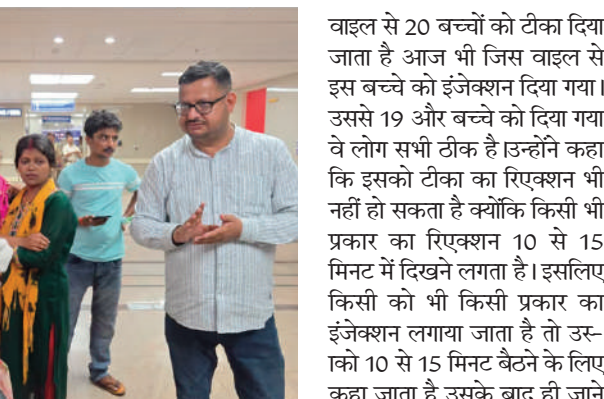 वाइल से 20 बच्चों को टीका दिया
जाता है आज भी जिस वाइल से
इस बच्चे को इंजेक्शन दिया गया।
उससे 19 और बच्चे को दिया गया
वे लोग सभी ठीक है।उन्होंने कहा
कि इसको टीका का रिएक्शन भी
नहीं हो सकता है क्योंकि किसी भी
प्रकार का रिएक्शन 10 से 15
मिनट में दिखने लगता है। इसलिए
किसी को भी किसी प्रकार का
इंजेक्शन लगाया जाता है तो उस-
ाको 10 से 15 मिनट बैठने के लिए
कहा जाता है उसके बाद ही जाने